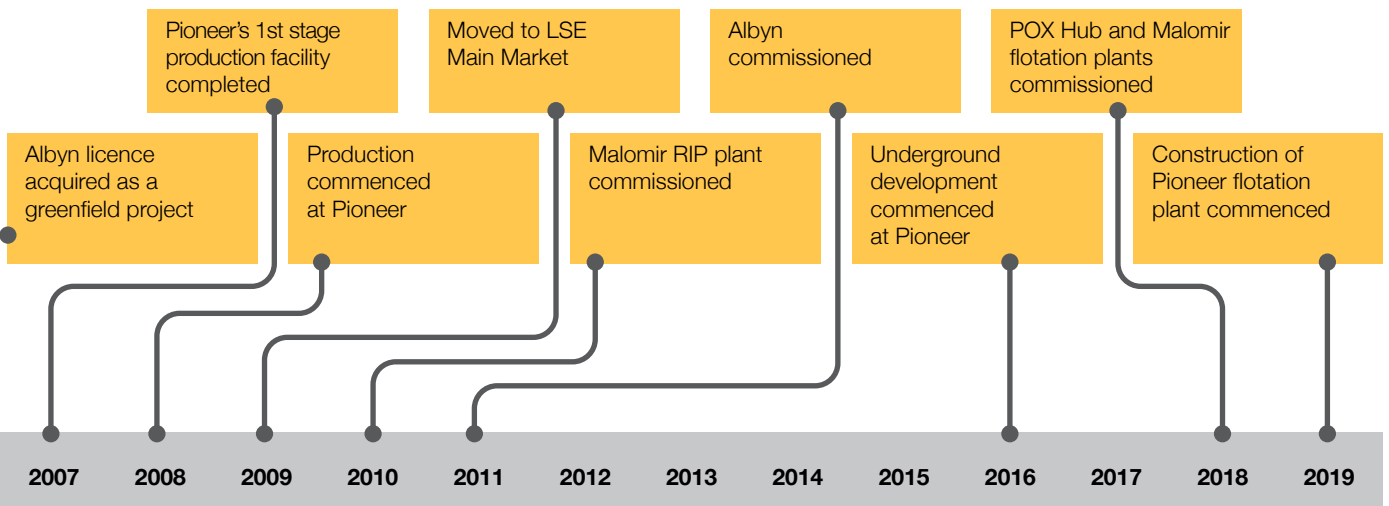 Pioneer's 1st stage
production facility
completed
Moved to LSE
Main Market
Albyn
commissioned
POX Hub and Malomir
flotation plants
commissioned
Albyn licence
acquired as a
greenfield project
Production
commenced
at Pioneer
Malomir RIP plant
commissioned
Underground
development
commenced
at Pioneer
Construction of
Pioneer flotation
plant commenced
2007 2008 2009 2010 2011 2012 2013 2014 2015 2016 2017 2018 2019